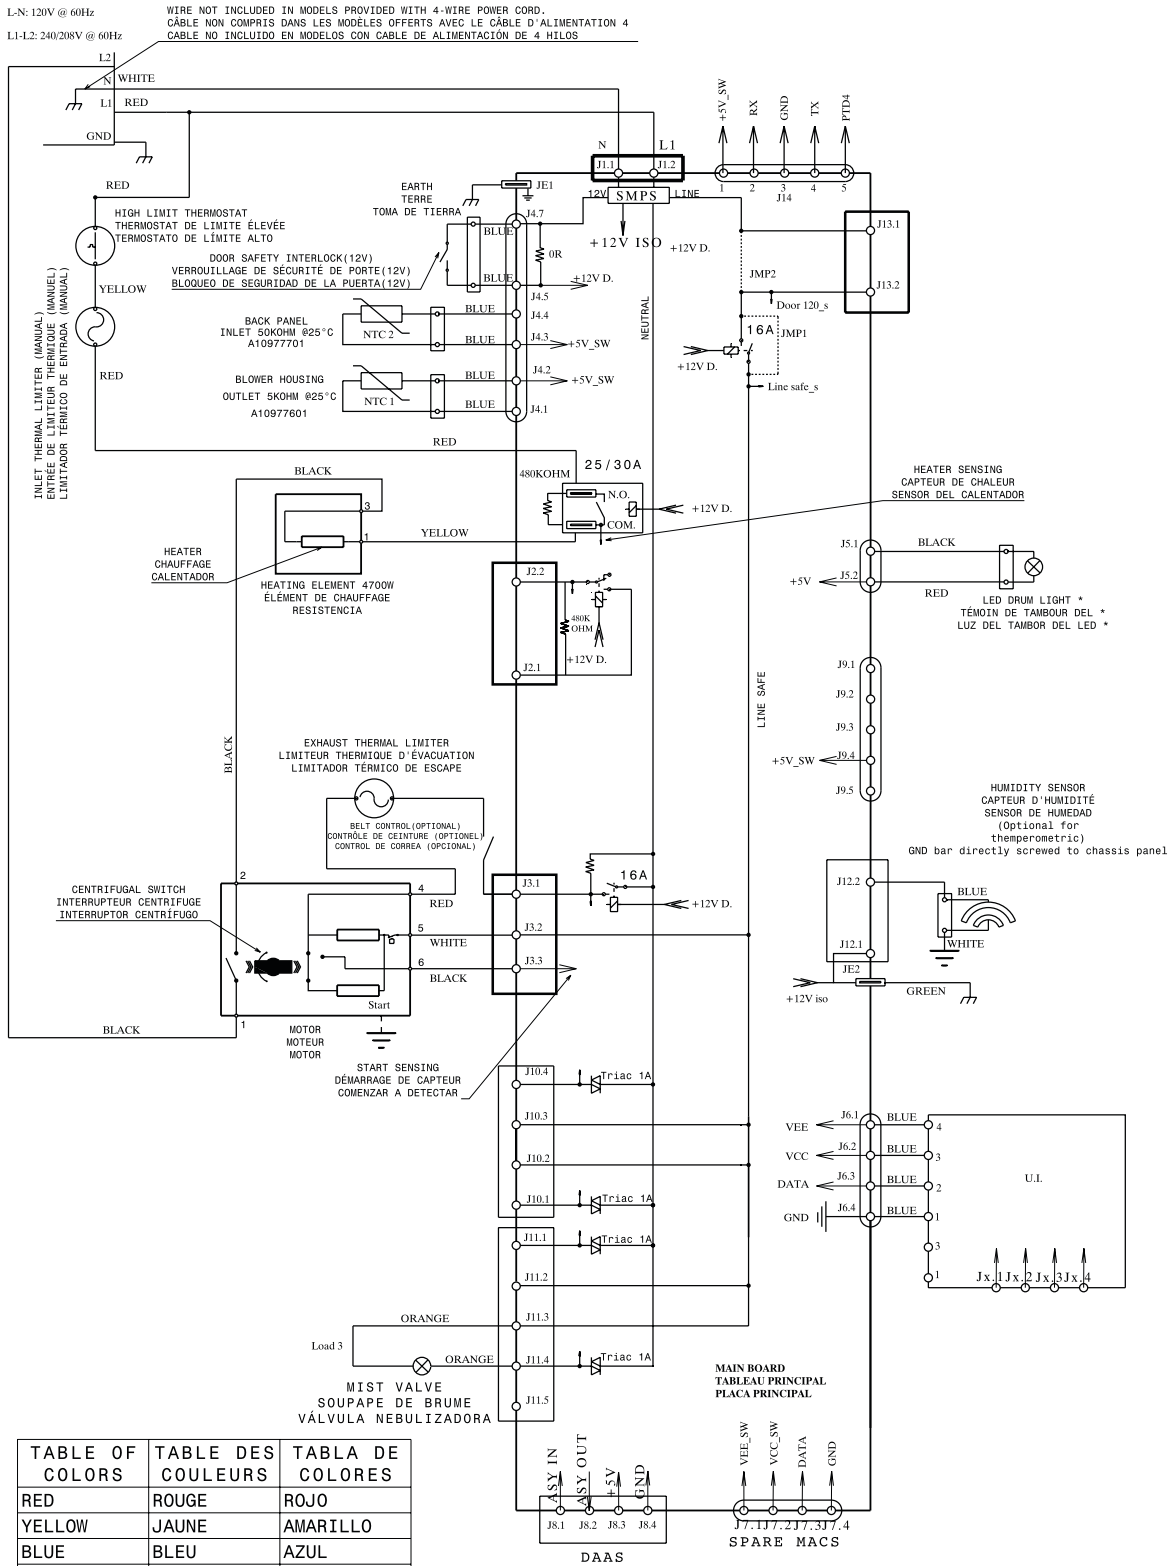 L-N: 120V @ 60Hz
L1-L2: 240/208V @ 60Hz
WIRE NOT INCLUDED IN MODELS PROVIDED WITH 4-WIRE POWER CORD.
CÂBLE NON COMPRIS DANS LES MODÈLES OFFERTS AVEC LE CÂBLE D'ALIMENTATION 4
CABLE NO INCLUIDO EN MODELOS CON CABLE DE ALIMENTACIÓN DE 4 HILOS
L2
N WHITE
L1 RED
GND
RED
HIGH LIMIT THERMOSTAT
THERMOSTAT DE LIMITE ÉLEVÉE
TERMOSTATO DE LÍMITE ALTO
YELLOW
INLET THERMAL LIMITER (MANUAL)
ENTRÉE DE LIMITEUR THERMIQUE (MANUEL)
LIMITADOR TÉRMICO DE ENTRADA (MANUAL)
RED
RED
EARTH
TERRE
TOMA DE TIERRA
JE1
N
L1
J1.1
J1.2
12V
SMPS
LINE
+12V ISO
+12V D.
+5V_SW
RX
GND
TX
PTD4
1
2
3
4
5
J14
J4.7
BLUE
0R
DOOR SAFETY INTERLOCK(12V)
VERROUILLAGE DE SÉCURITÉ DE PORTE(12V)
BLOQUEO DE SEGURIDAD DE LA PUERTA(12V)
BLUE
+12V D.
J4.5
BACK PANEL
INLET 50KOHM @25°C
A10977701
NTC 2
BLUE
J4.4
BLUE
J4.3
+5V_SW
BLOWER HOUSING
OUTLET 5KOHM @25°C
A10977601
NTC 1
BLUE
J4.2
+5V_SW
BLUE
J4.1
NEUTRAL
J13.1
J13.2
JMP2
Door 120_s
16A
JMP1
+12V D.
Line safe_s
BLACK
3
1
YELLOW
HEATER
CHAUFFAGE
CALENTADOR
HEATING ELEMENT 4700W
ÉLÉMENT DE CHAUFFAGE
RESISTENCIA
480KOHM
25/30A
N.O.
COM.
+12V D.
HEATER SENSING
CAPTEUR DE CHALEUR
SENSOR DEL CALENTADOR
J2.2
480K
OHM
+12V D.
J2.1
J5.1
BLACK
+5V
J5.2
RED
LED DRUM LIGHT *
TÉMOIN DE TAMBOUR DEL *
LUZ DEL TAMBOR DEL LED *
LINE SAFE
J9.1
J9.2
J9.3
+5V_SW
J9.4
J9.5
BLACK
EXHAUST THERMAL LIMITER
LIMITEUR THERMIQUE D'ÉVACUATION
LIMITADOR TÉRMICO DE ESCAPE
BELT CONTROL(OPTIONAL)
CONTRÔLE DE CEINTURE (OPTIONEL)
CONTROL DE CORREA (OPCIONAL)
HUMIDITY SENSOR
CAPTEUR D'HUMIDITÉ
SENSOR DE HUMEDAD
(Optional for
themperometric)
GND bar directly screwed to chassis panel
CENTRIFUGAL SWITCH
INTERRUPTEUR CENTRIFUGE
INTERRUPTOR CENTRÍFUGO
2
4
RED
5
WHITE
6
BLACK
Start
1
MOTOR
MOTEUR
MOTOR
BLACK
J3.1
16A
+12V D.
J3.2
J3.3
START SENSING
DÉMARRAGE DE CAPTEUR
COMENZAR A DETECTAR
J12.2
BLUE
J12.1
WHITE
JE2
+12V iso
GREEN
J10.4
Triac 1A
J10.3
J10.2
J10.1
Triac 1A
J11.1
Triac 1A
J11.2
J11.3
ORANGE
Load 3
ORANGE
J11.4
Triac 1A
J11.5
MIST VALVE
SOUPAPE DE BRUME
VÁLVULA NEBULIZADORA
VEE
J6.1
BLUE
4
VCC
J6.2
BLUE
3
DATA
J6.3
BLUE
2
GND
J6.4
BLUE
1
3
1
U.I.
Jx.1
Jx.2
Jx.3
Jx.4
MAIN BOARD
TABLEAU PRINCIPAL
PLACA PRINCIPAL
ASY IN
ASY OUT
+5V
GND
J8.1
J8.2
J8.3
J8.4
DAAS
VEE_SW
VCC_SW
DATA
GND
J7.1
J7.2
J7.3
J7.4
SPARE MACS
TABLE OF COLORS
TABLE DES COULEURS
TABLA DE COLORES
RED ROUGE ROJO
YELLOW JAUNE AMARILLO
BLUE BLEU AZUL